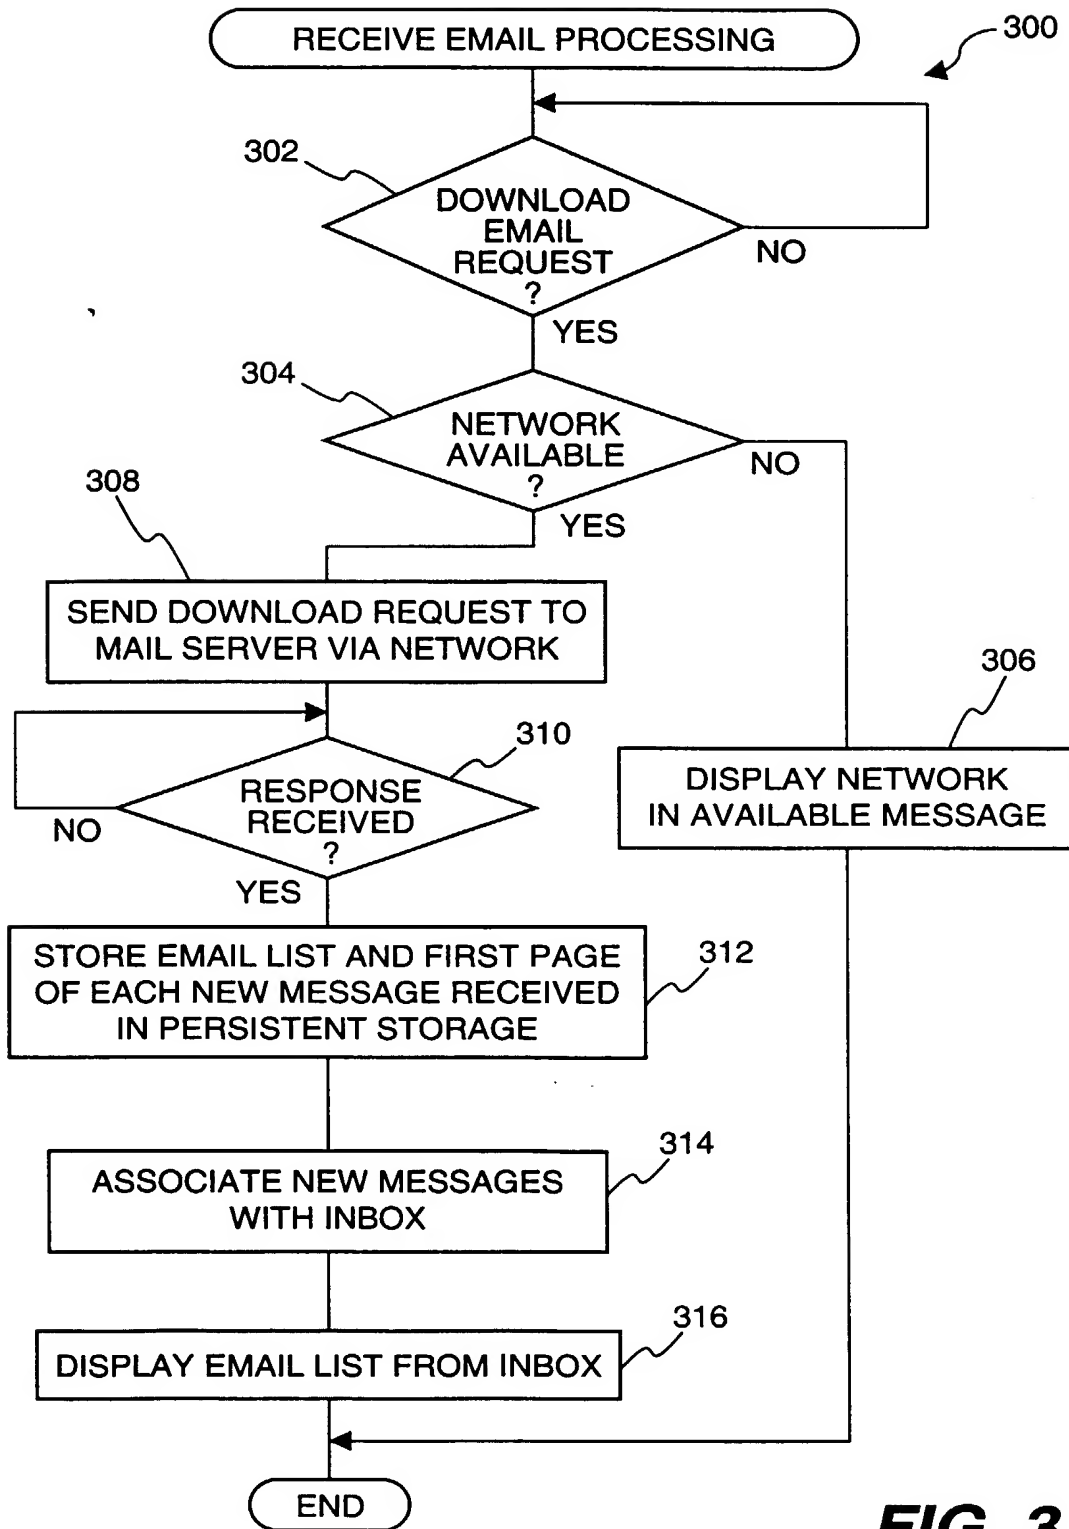 RECEIVE EMAIL PROCESSING
300
302
DOWNLOAD
EMAIL
REQUEST
?
NO
YES
304
NETWORK
AVAILABLE
?
NO
YES
308
SEND DOWNLOAD REQUEST TO
MAIL SERVER VIA NETWORK
306
DISPLAY NETWORK
IN AVAILABLE MESSAGE
310
RESPONSE
RECEIVED
?
NO
YES
312
STORE EMAIL LIST AND FIRST PAGE
OF EACH NEW MESSAGE RECEIVED
IN PERSISTENT STORAGE
314
ASSOCIATE NEW MESSAGES
WITH INBOX
316
DISPLAY EMAIL LIST FROM INBOX
END
FIG. 3